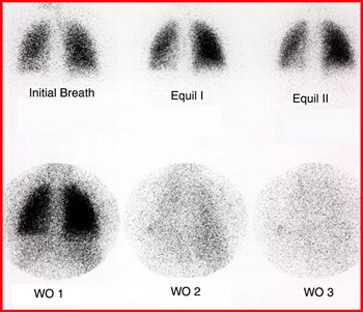 Initial Breath
Equil I
Equil II
WO 1
WO 2
WO 3